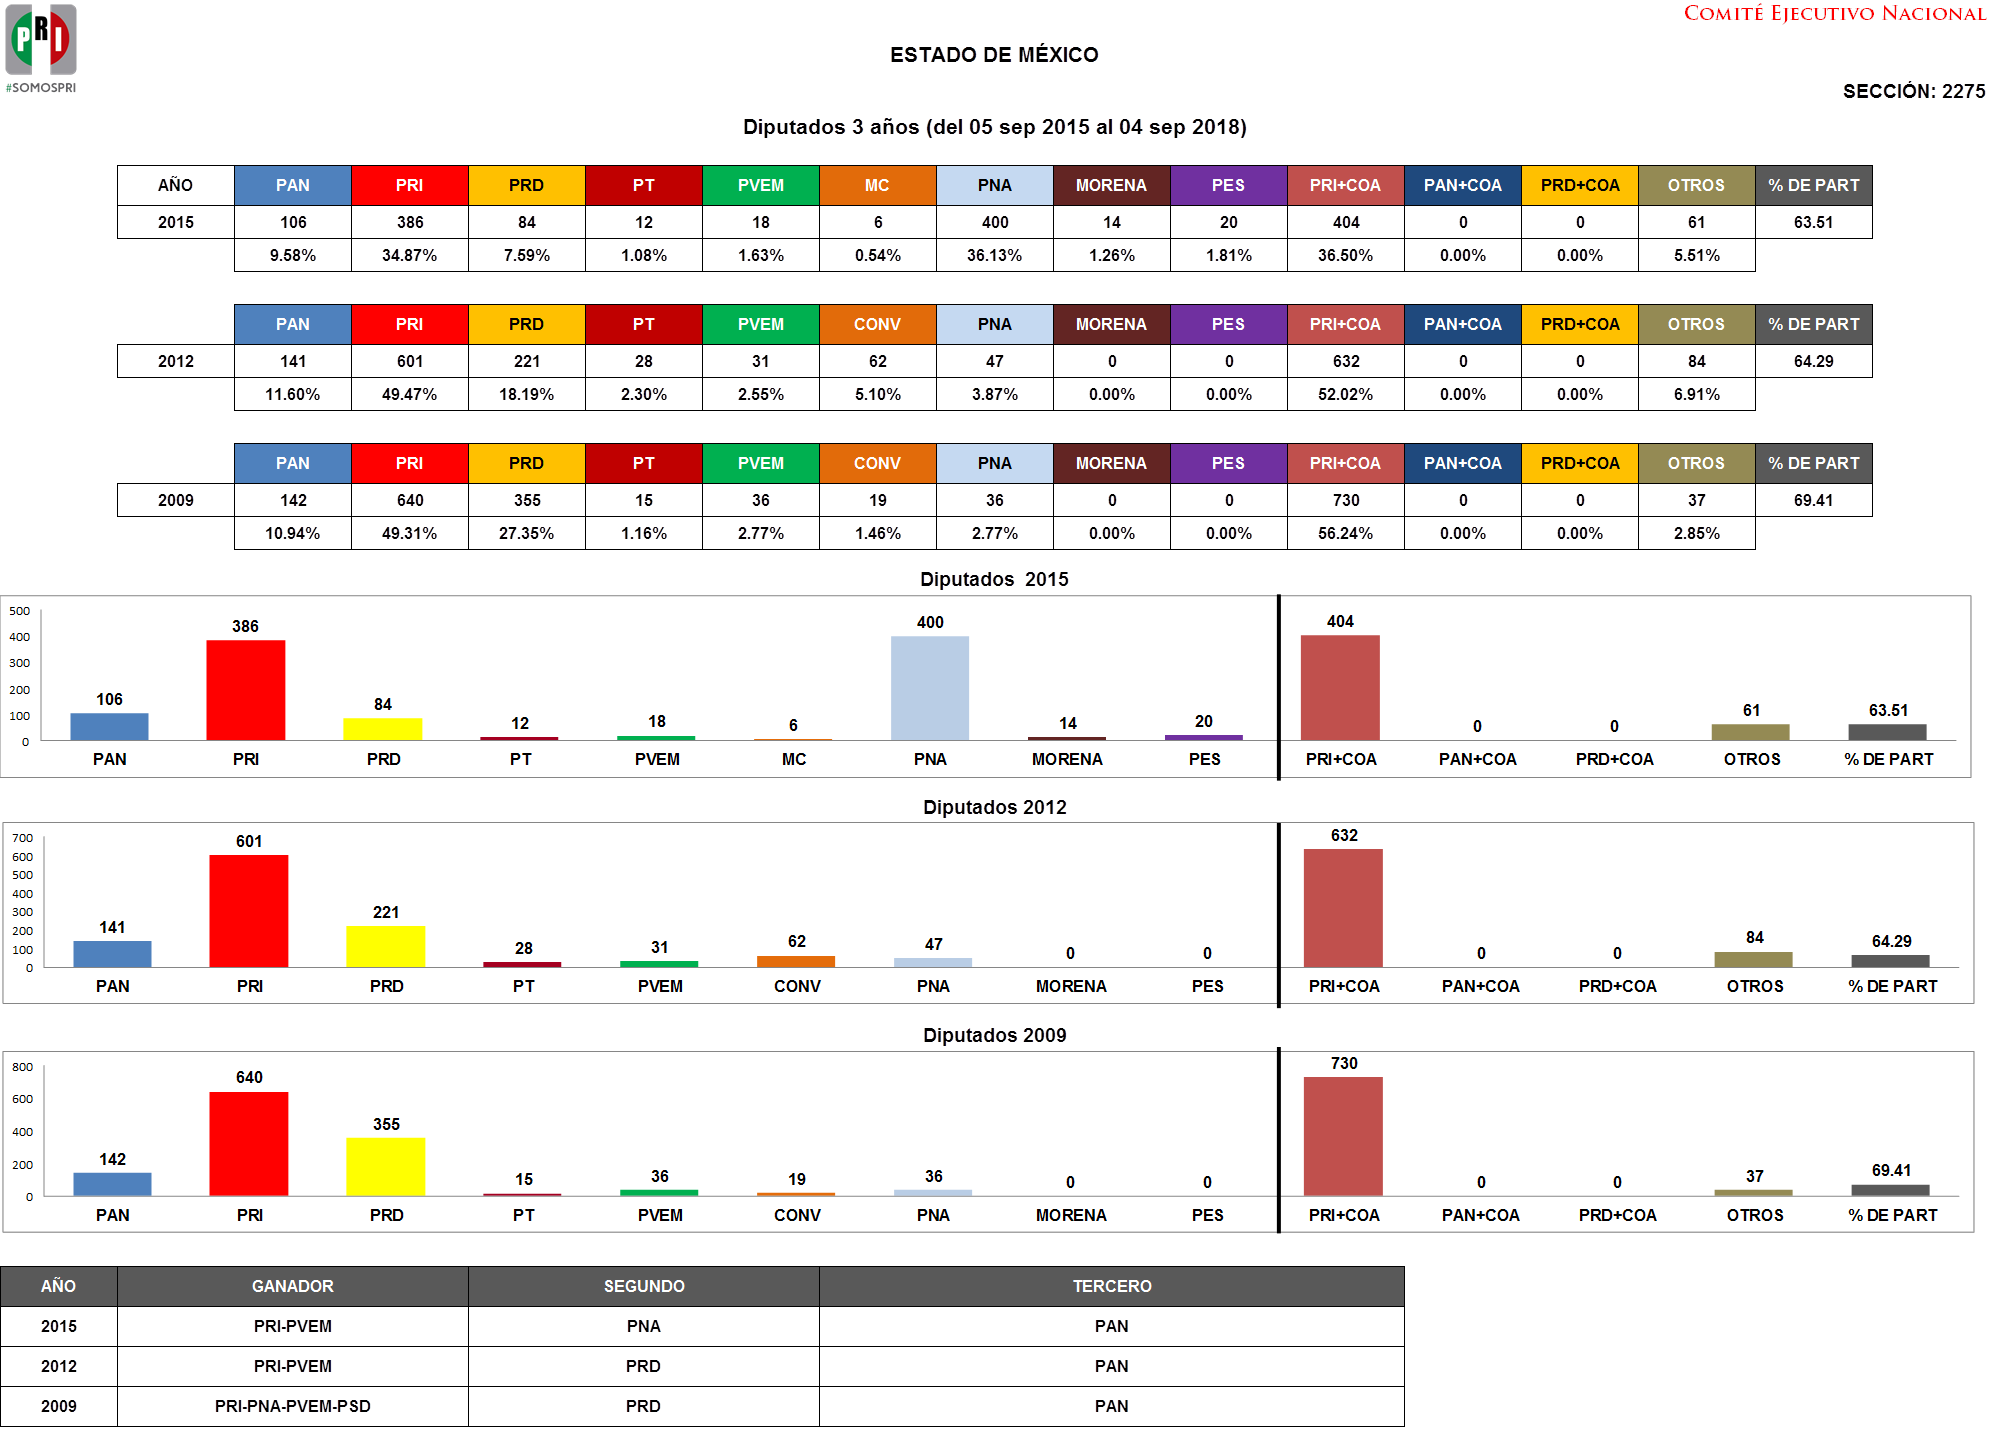 PRI
#SOMOSPRI
COMITÉ EJECUTIVO NACIONAL
ESTADO DE MÉXICO
SECCIÓN: 2275
Diputados 3 años (del 05 sep 2015 al 04 sep 2018)
AÑO PAN PRI PRD PT PVEM MC PNA MORENA PES PRI+COA PAN+COA PRD+COA OTROS % DE PART
2015 106 386 84 12 18 6 400 14 20 404 0 0 61 63.51
9.58% 34.87% 7.59% 1.08% 1.63% 0.54% 36.13% 1.26% 1.81% 36.50% 0.00% 0.00% 5.51%
PAN PRI PRD PT PVEM CONV PNA MORENA PES PRI+COA PAN+COA PRD+COA OTROS % DE PART
2012 141 601 221 28 31 62 47 0 0 632 0 0 84 64.29
11.60% 49.47% 18.19% 2.30% 2.55% 5.10% 3.87% 0.00% 0.00% 52.02% 0.00% 0.00% 6.91%
PAN PRI PRD PT PVEM CONV PNA MORENA PES PRI+COA PAN+COA PRD+COA OTROS % DE PART
2009 142 640 355 15 36 19 36 0 0 730 0 0 37 69.41
10.94% 49.31% 27.35% 1.16% 2.77% 1.46% 2.77% 0.00% 0.00% 56.24% 0.00% 0.00% 2.85%
Diputados 2015
500
400
300
200
100
0
106 386 84 12 18 6 400 14 20 404 0 0 61 63.51
PAN PRI PRD PT PVEM MC PNA MORENA PES PRI+COA PAN+COA PRD+COA OTROS % DE PART
Diputados 2012
700
600
500
400
300
200
100
0
141 601 221 28 31 62 47 0 0 632 0 0 84 64.29
PAN PRI PRD PT PVEM CONV PNA MORENA PES PRI+COA PAN+COA PRD+COA OTROS % DE PART
Diputados 2009
800
600
400
200
0
142 640 355 15 36 19 36 0 0 730 0 0 37 69.41
PAN PRI PRD PT PVEM CONV PNA MORENA PES PRI+COA PAN+COA PRD+COA OTROS % DE PART
AÑO GANADOR SEGUNDO TERCERO
2015 PRI-PVEM PNA PAN
2012 PRI-PVEM PRD PAN
2009 PRI-PNA-PVEM-PSD PRD PAN